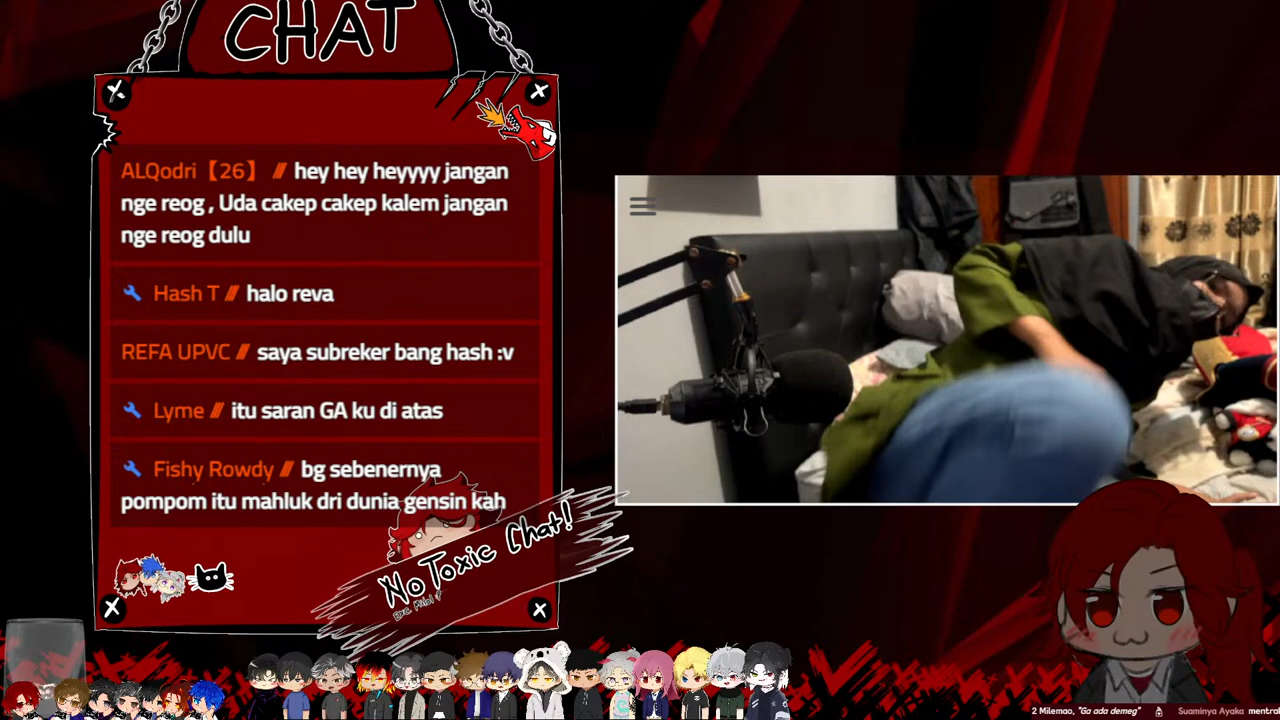 CHAT
ALQodri【26】 /// hey hey heyyyy jangan
nge reog , Uda cakep cakep kalem jangan
nge reog dulu
Hash T /// halo reva
REFA UPVC /// saya subreker bang hash :v
Lyme /// itu saran GA ku di atas
Fishy Rowdy /// bg sebenernya
pompom itu mahluk dri dunia gensin kah
No Toxic Chat!
2 Milemao, "Ga ada demeg" Suaminya Ayaka mentral